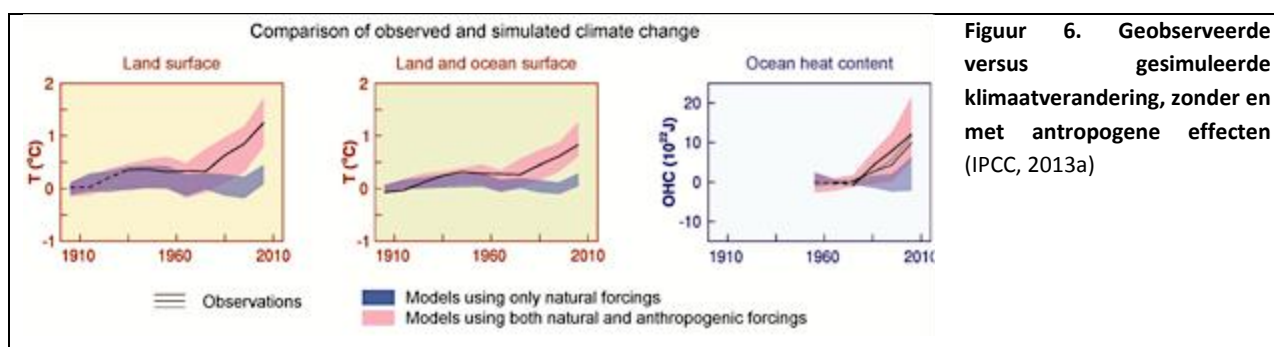 Comparison of observed and simulated climate change
Land surface
2
1
0
-1
T (°C)
1910
1960
2010
Land and ocean surface
2
1
0
-1
T (°C)
1910
1960
2010
Ocean heat content
20
10
0
-10
OHC (10²²J)
1910
1960
2010
Observations
Models using only natural forcings
Models using both natural and anthropogenic forcings
Figuur 6. Geobserveerde
versus gesimuleerde
klimaatverandering, zonder en
met antropogene effecten
(IPCC, 2013a)